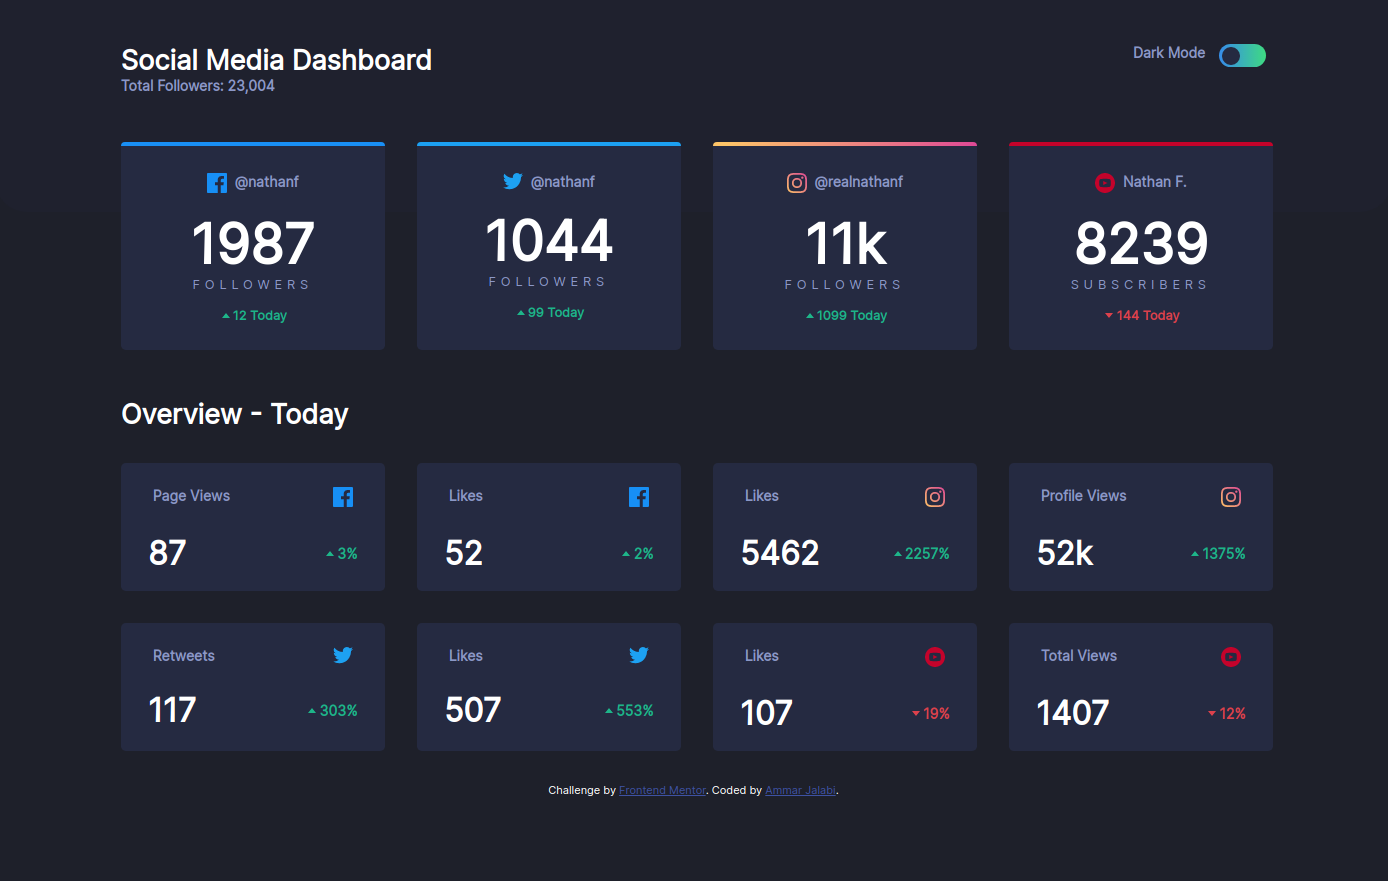 Social Media Dashboard
Total Followers: 23,004
Dark Mode
@nathanf
1987
FOLLOWERS
12 Today
@nathanf
1044
FOLLOWERS
99 Today
@realnathanf
11k
FOLLOWERS
1099 Today
Nathan F.
8239
SUBSCRIBERS
144 Today
Overview - Today
Page Views
87
3%
Likes
52
2%
Likes
5462
2257%
Profile Views
52k
1375%
Retweets
117
303%
Likes
507
553%
Likes
107
19%
Total Views
1407
12%
Challenge by Frontend Mentor. Coded by Ammar Jalabi.